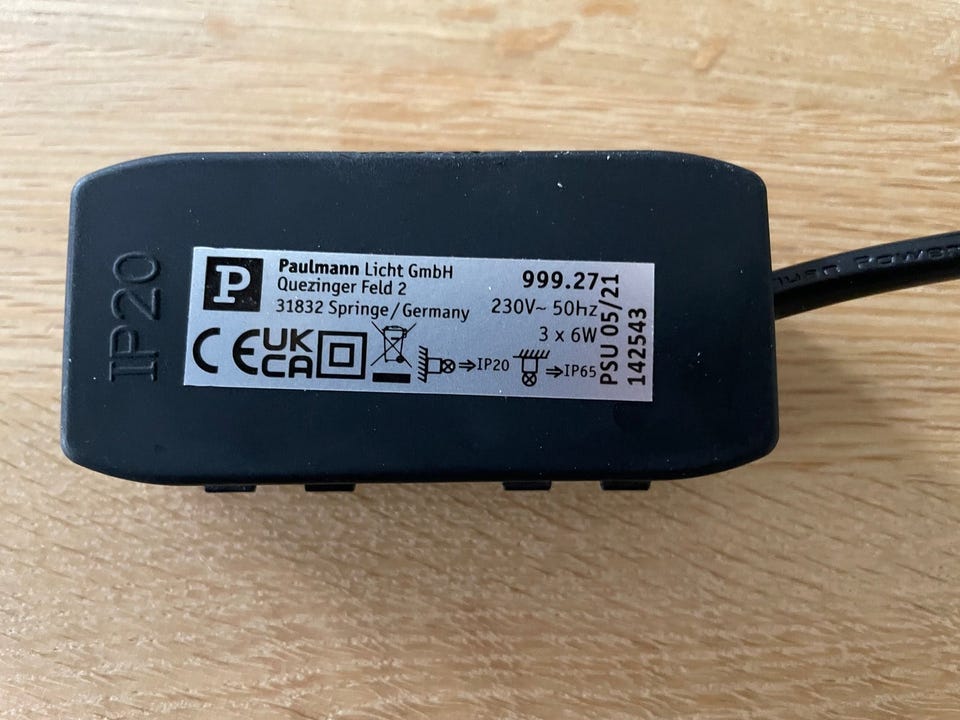 IP20
P
Paulmann Licht GmbH
Quezinger Feld 2
31832 Springe/Germany
999.271
230V~ 50Hz
3 x 6W
PSU 05/21
142543
CE
UK
CA
⇒IP20
⇒IP65